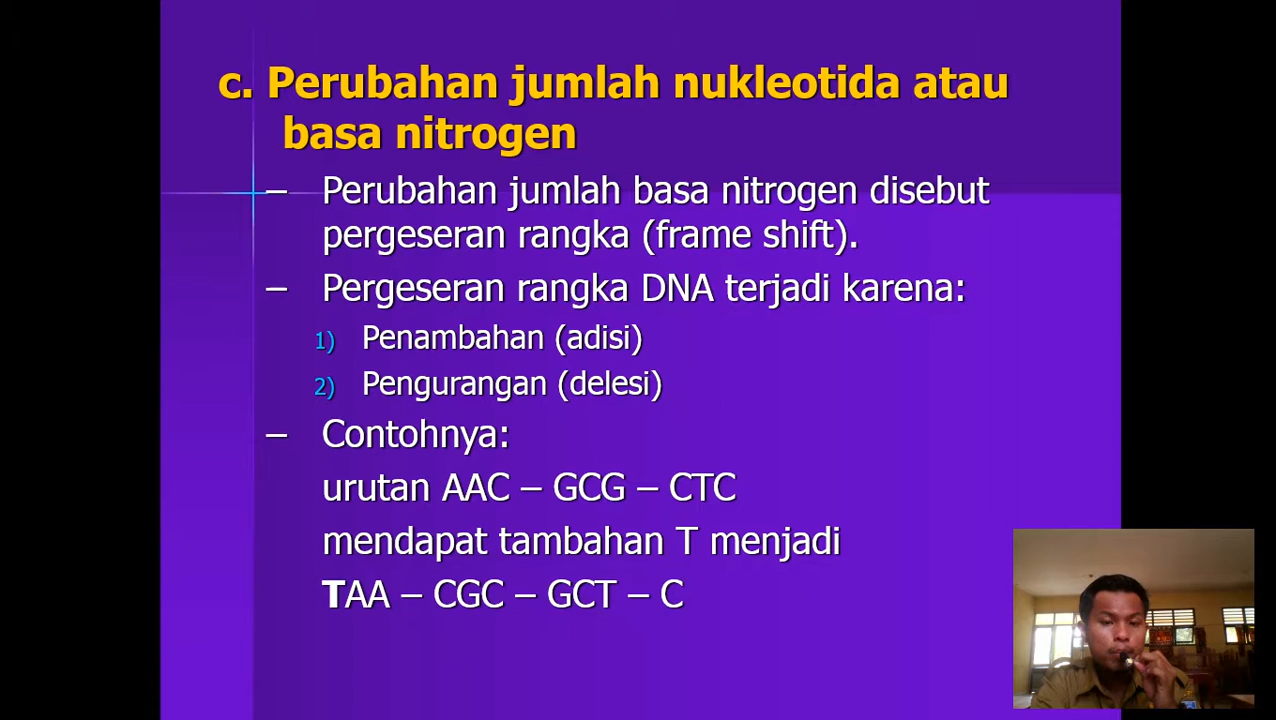 c. Perubahan jumlah nukleotida atau
basa nitrogen
– Perubahan jumlah basa nitrogen disebut
pergeseran rangka (frame shift).
– Pergeseran rangka DNA terjadi karena:
1) Penambahan (adisi)
2) Pengurangan (delesi)
– Contohnya:
urutan AAC – GCG – CTC
mendapat tambahan T menjadi
TAA – CGC – GCT – C